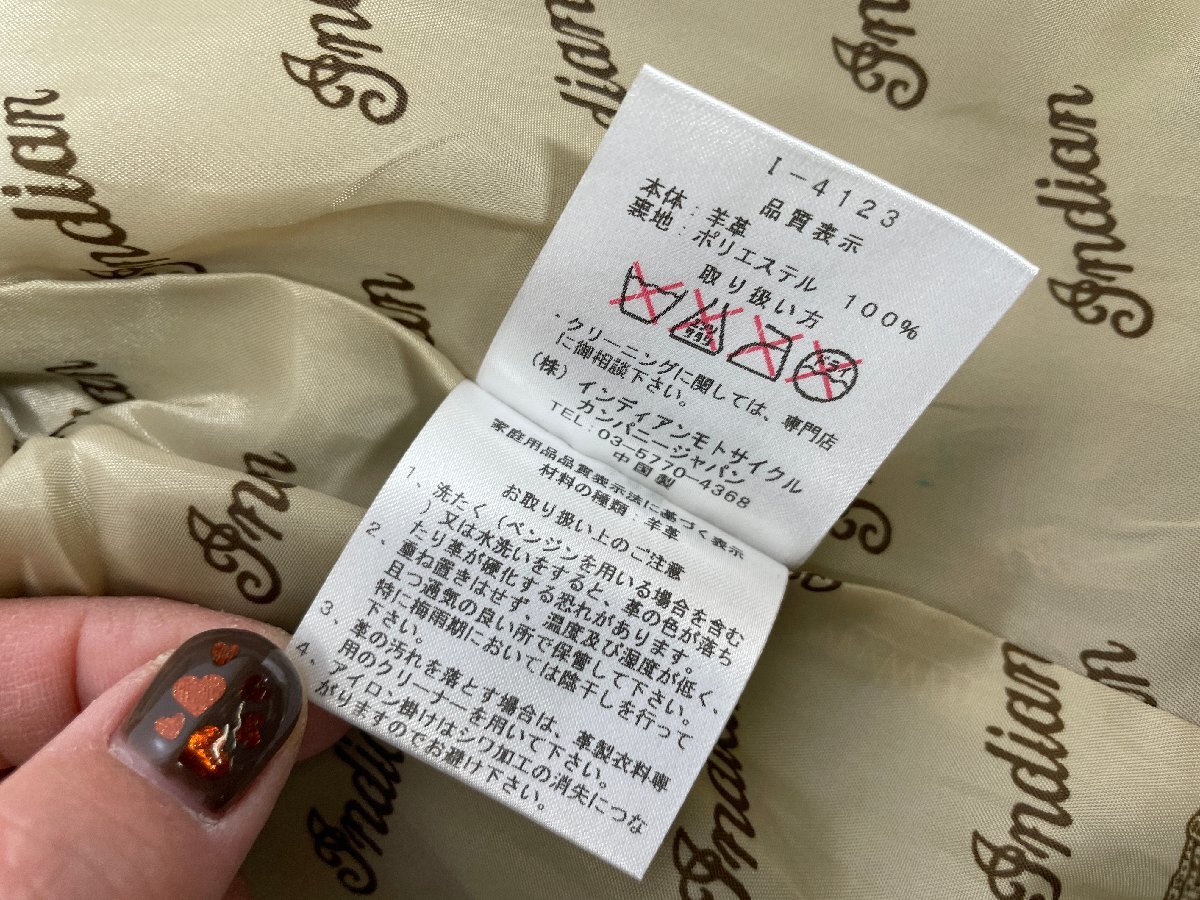 I-4123
品質表示
本体：羊革
裏地：ポリエステル 100%
取り扱い方
エンソ
サラシ
ドライ
・クリーニングに関しては、専門店
に御相談下さい。
(株) インディアンモトサイクル
カンパニージャパン
TEL:03-5770-4368
中国製
家庭用品品質表示法に基づく表示
材料の種類：羊革
お取り扱い上のご注意
1、洗たく（ベンジンを用いる場合を含む
）又は水洗いをすると、革の色が落ち
たり革が硬化する恐れがあります。
2、重ね置きはせず、温度及び湿度が低く、
且つ通気の良い所で保管して下さい。
特に梅雨期においては陰干しを行って
下さい。
3、革の汚れを落とす場合は、革製衣料専
用のクリーナーを用いて下さい。
4、アイロン掛けはシワ加工の消失につな
がりますのでお避け下さい。
Indian
Indian
Indian
Indian
Indian
Indian